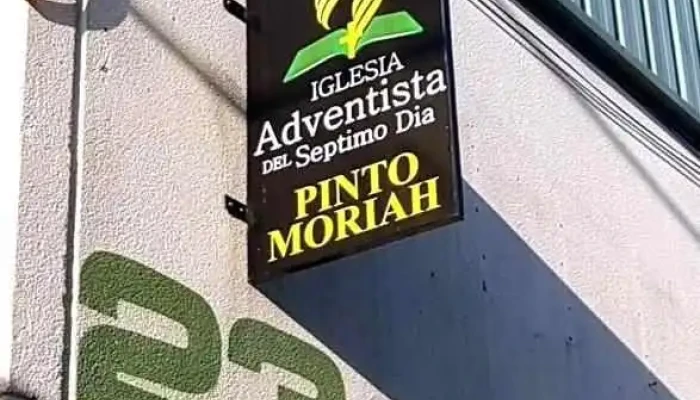 IGLESIA
Adventista
DEL Septimo Dia
PINTO
MORIAH